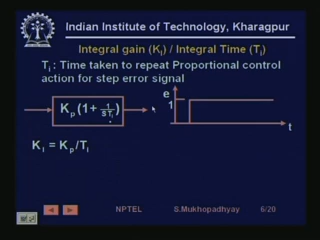 Indian Institute of Technology, Kharagpur
Integral gain (KI) / Integral Time (TI)
TI : Time taken to repeat Proportional control
action for step error signal
KP(1+ 1/STI)
e
1
t
KI = KP/TI
NPTEL S.Mukhopadhyay 6/20